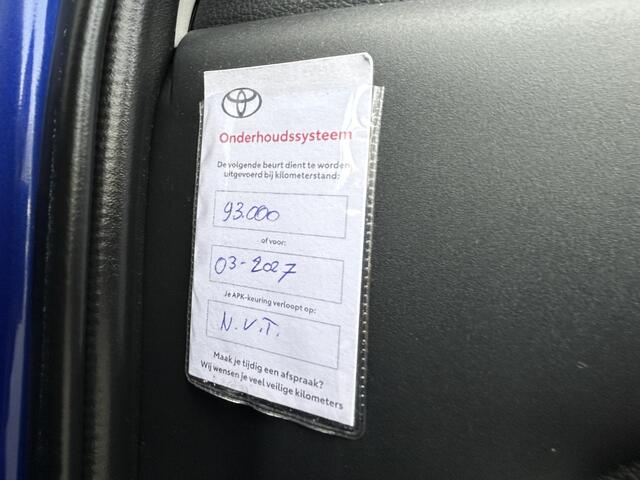 Onderhoudssysteem
De volgende beurt dient te worden
uitgevoerd bij kilometerstand:
93.000
of voor:
03-2027
Je APK-keuring verloopt op:
N.V.T.
Maak je tijdig een afspraak?
Wij wensen je veel veilige kilometers